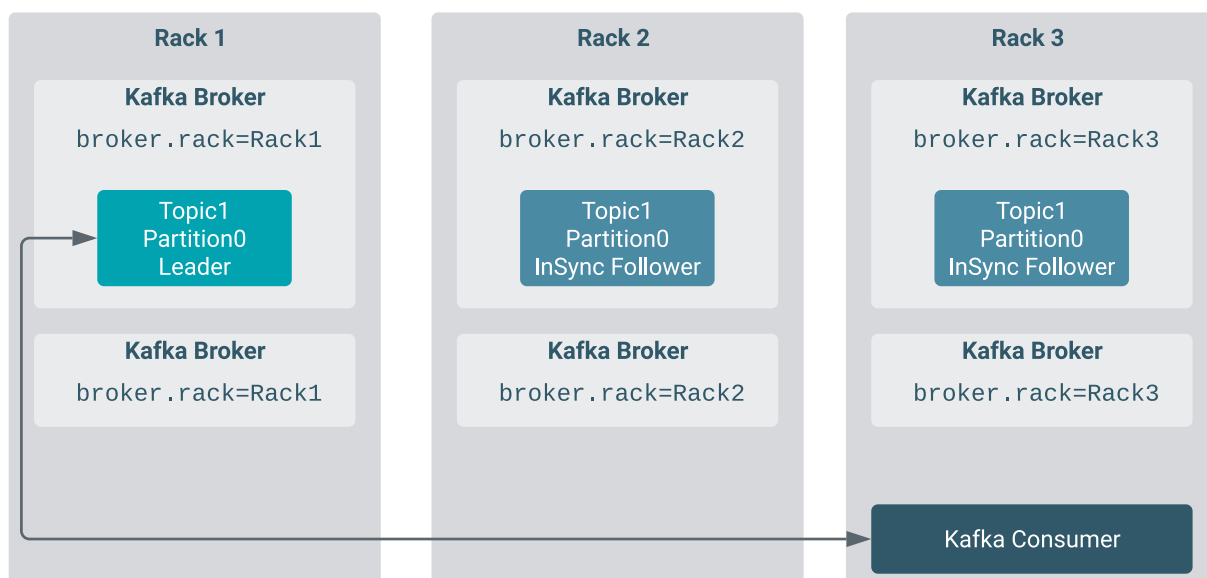 Rack 1
Kafka Broker
broker.rack=Rack1
Topic1
Partition0
Leader
Kafka Broker
broker.rack=Rack1
Rack 2
Kafka Broker
broker.rack=Rack2
Topic1
Partition0
InSync Follower
Kafka Broker
broker.rack=Rack2
Rack 3
Kafka Broker
broker.rack=Rack3
Topic1
Partition0
InSync Follower
Kafka Broker
broker.rack=Rack3
Kafka Consumer